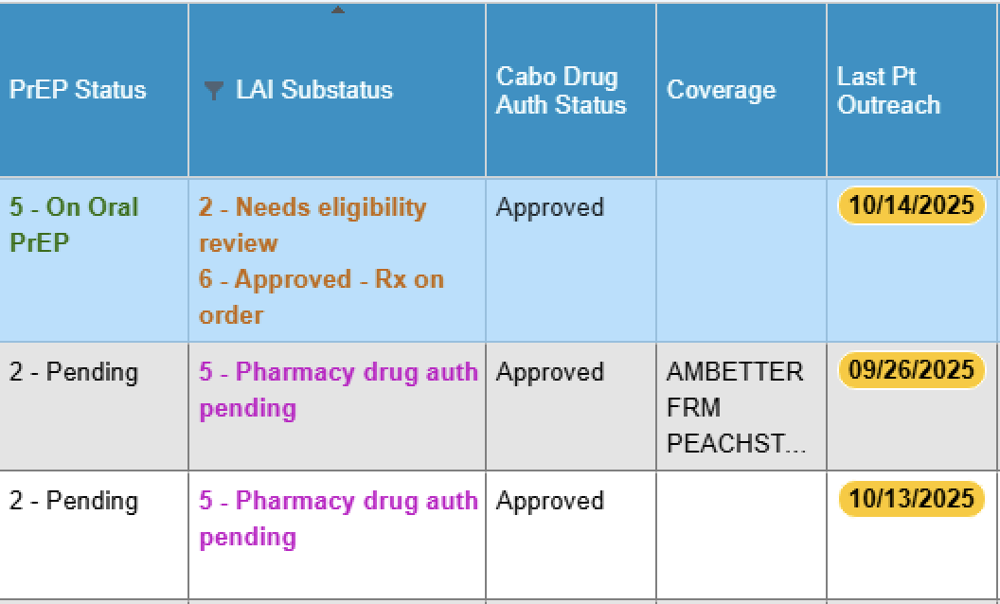 PrEP Status
LAI Substatus
Cabo Drug
Auth Status
Coverage
Last Pt
Outreach
5 - On Oral
PrEP
2 - Needs eligibility
review
6 - Approved - Rx on
order
Approved
10/14/2025
2 - Pending
5 - Pharmacy drug auth
pending
Approved
AMBETTER
FRM
PEACHST...
09/26/2025
2 - Pending
5 - Pharmacy drug auth
pending
Approved
10/13/2025